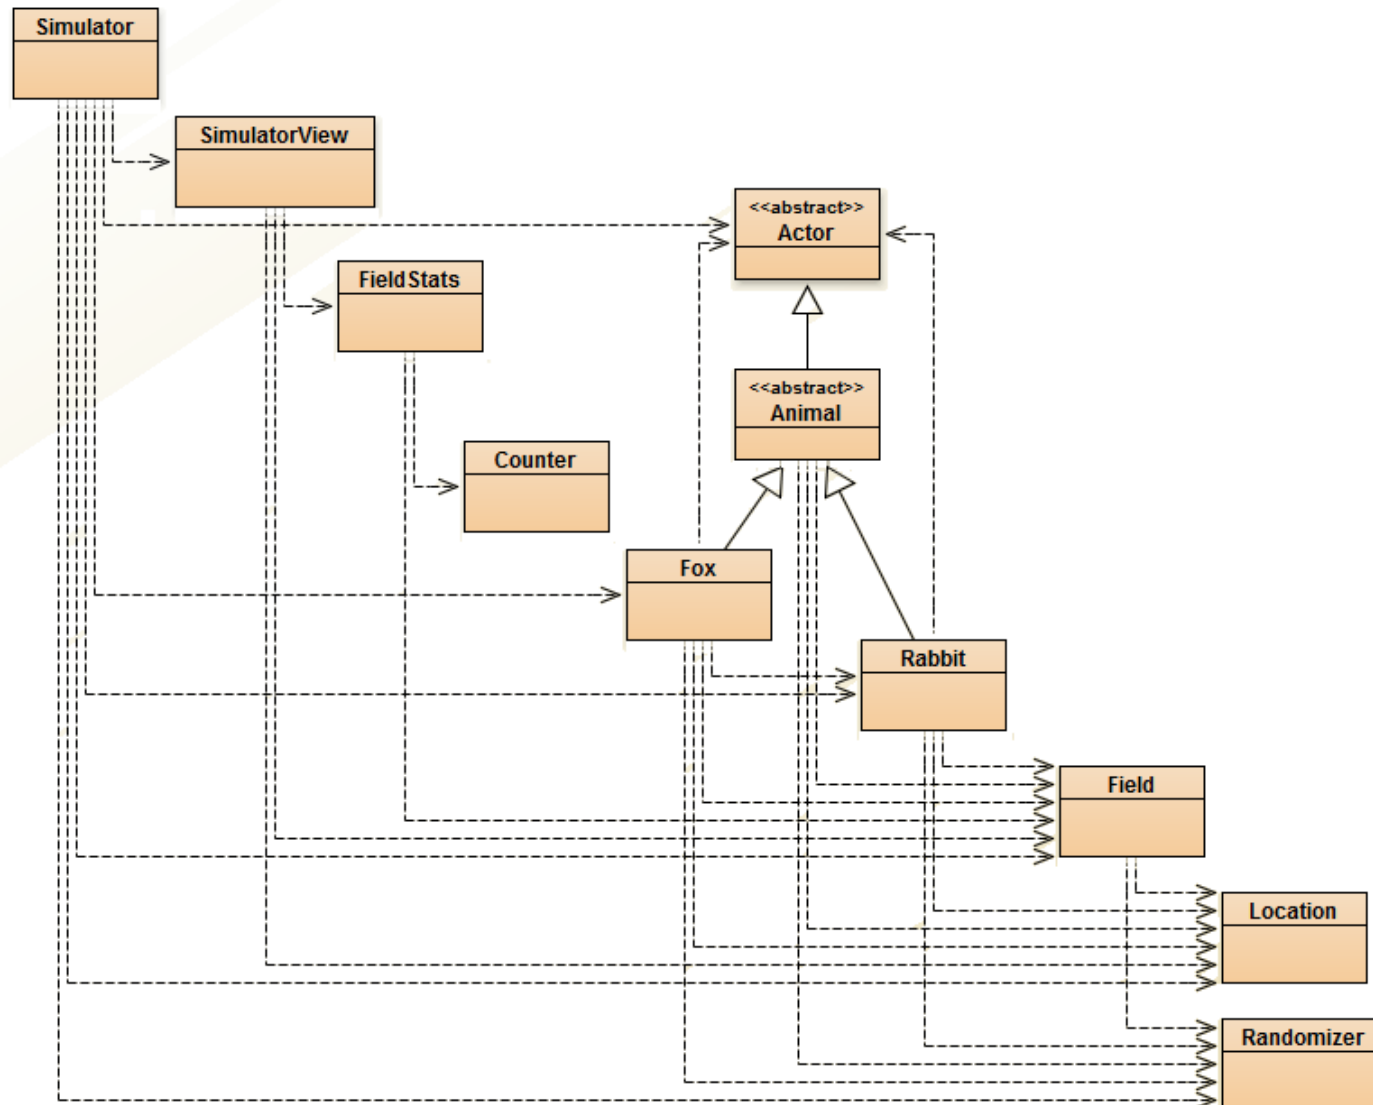 Simulator
SimulatorView
<<abstract>>
Actor
FieldStats
<<abstract>>
Animal
Counter
Fox
Rabbit
Field
Location
Randomizer